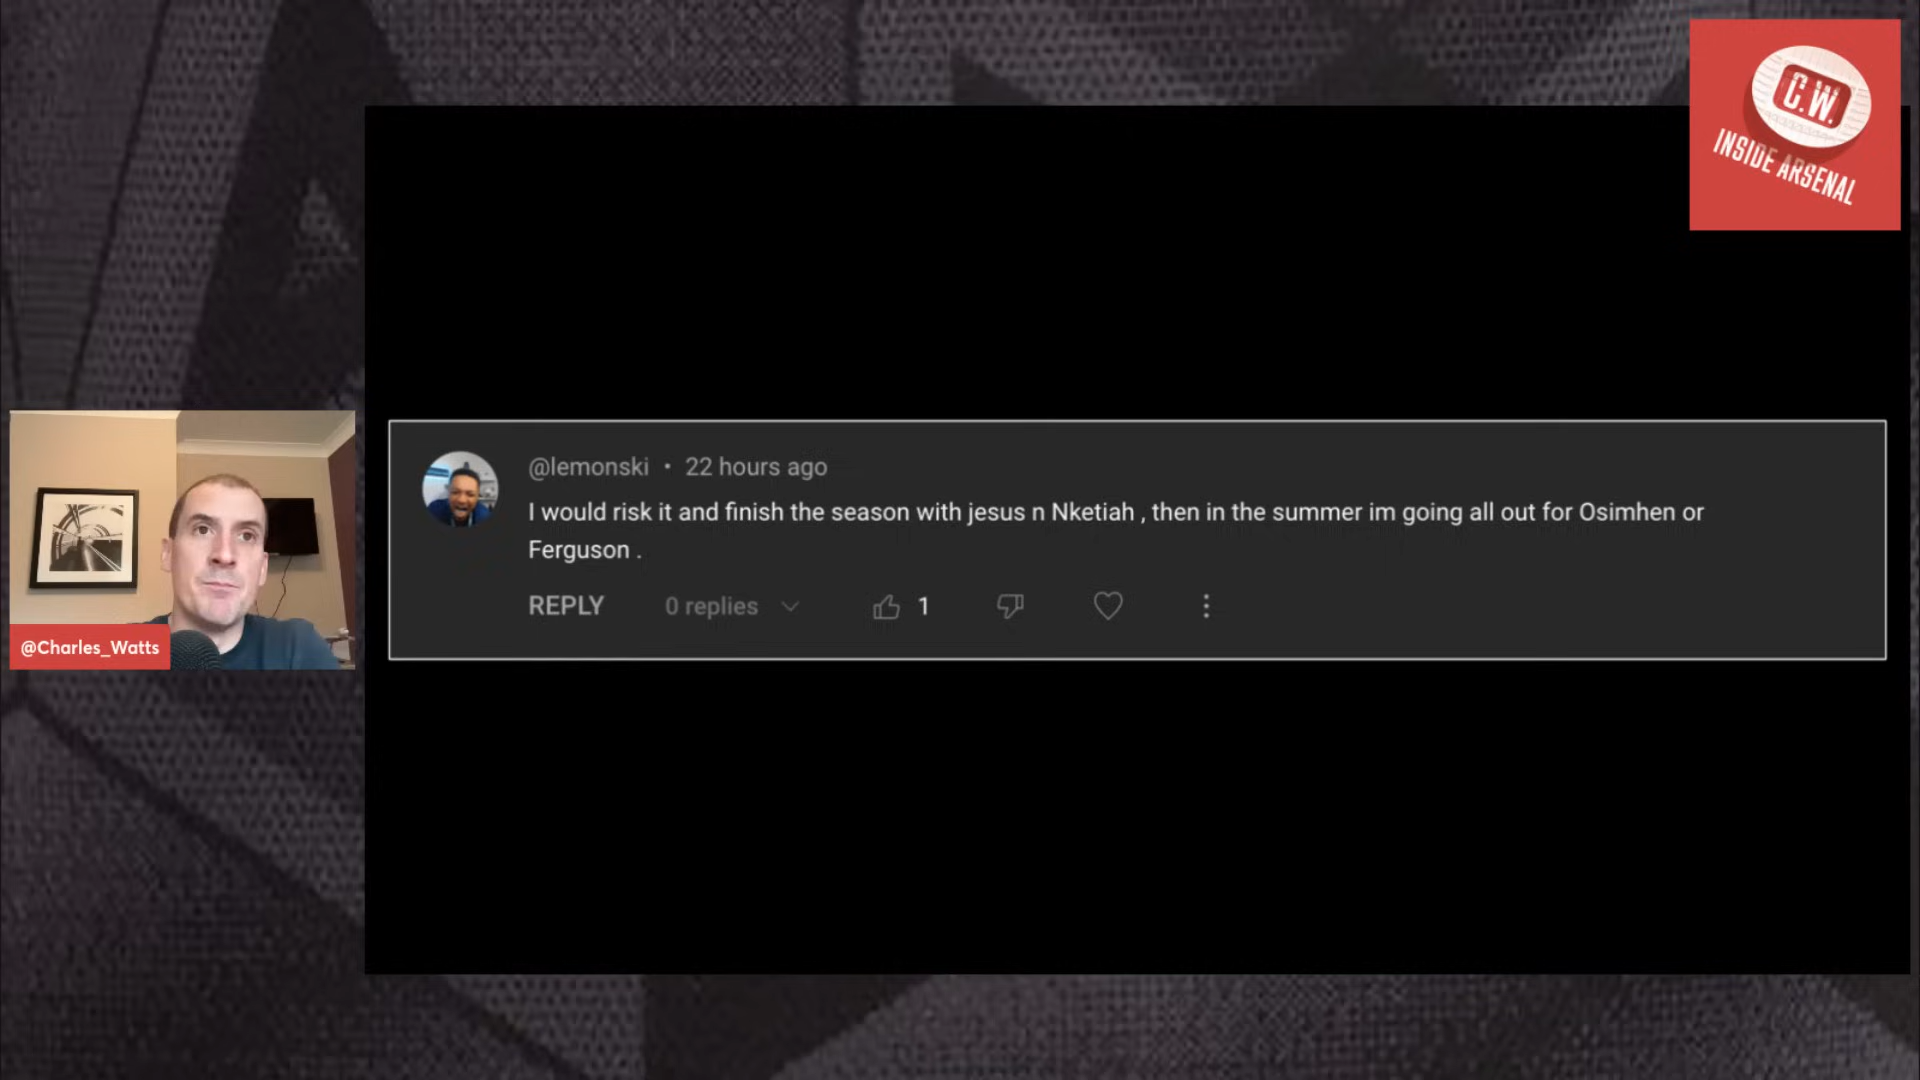 C.W.
INSIDE ARSENAL
@lemonski • 22 hours ago
I would risk it and finish the season with jesus n Nketiah , then in the summer im going all out for Osimhen or
Ferguson .
REPLY 0 replies 1
@Charles_Watts